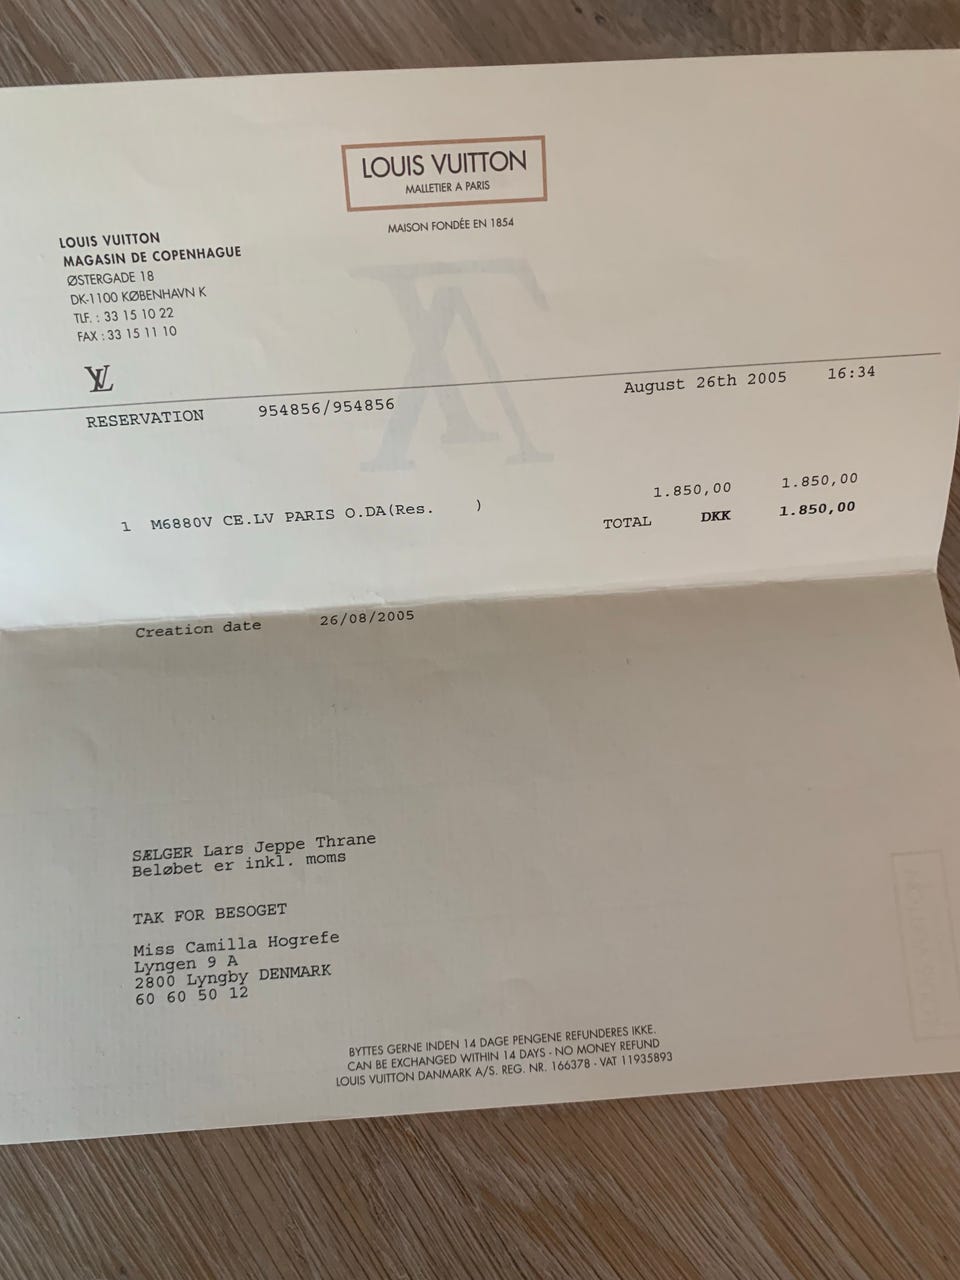 LOUIS VUITTON
MALLETIER A PARIS
MAISON FONDÉE EN 1854
LOUIS VUITTON
MAGASIN DE COPENHAGUE
ØSTERGADE 18
DK-1100 KØBENHAVN K
TLF. : 33 15 10 22
FAX : 33 15 11 10
LV
RESERVATION 954856/954856 August 26th 2005 16:34
1 M6880V CE.LV PARIS O.DA(Res. ) 1.850,00 1.850,00
TOTAL DKK 1.850,00
Creation date 26/08/2005
SÆLGER Lars Jeppe Thrane
Beløbet er inkl. moms
TAK FOR BESOGET
Miss Camilla Hogrefe
Lyngen 9 A
2800 Lyngby DENMARK
60 60 50 12
BYTTES GERNE INDEN 14 DAGE PENGENE REFUNDERES IKKE.
CAN BE EXCHANGED WITHIN 14 DAYS - NO MONEY REFUND
LOUIS VUITTON DANMARK A/S. REG. NR. 166378 - VAT 11935893